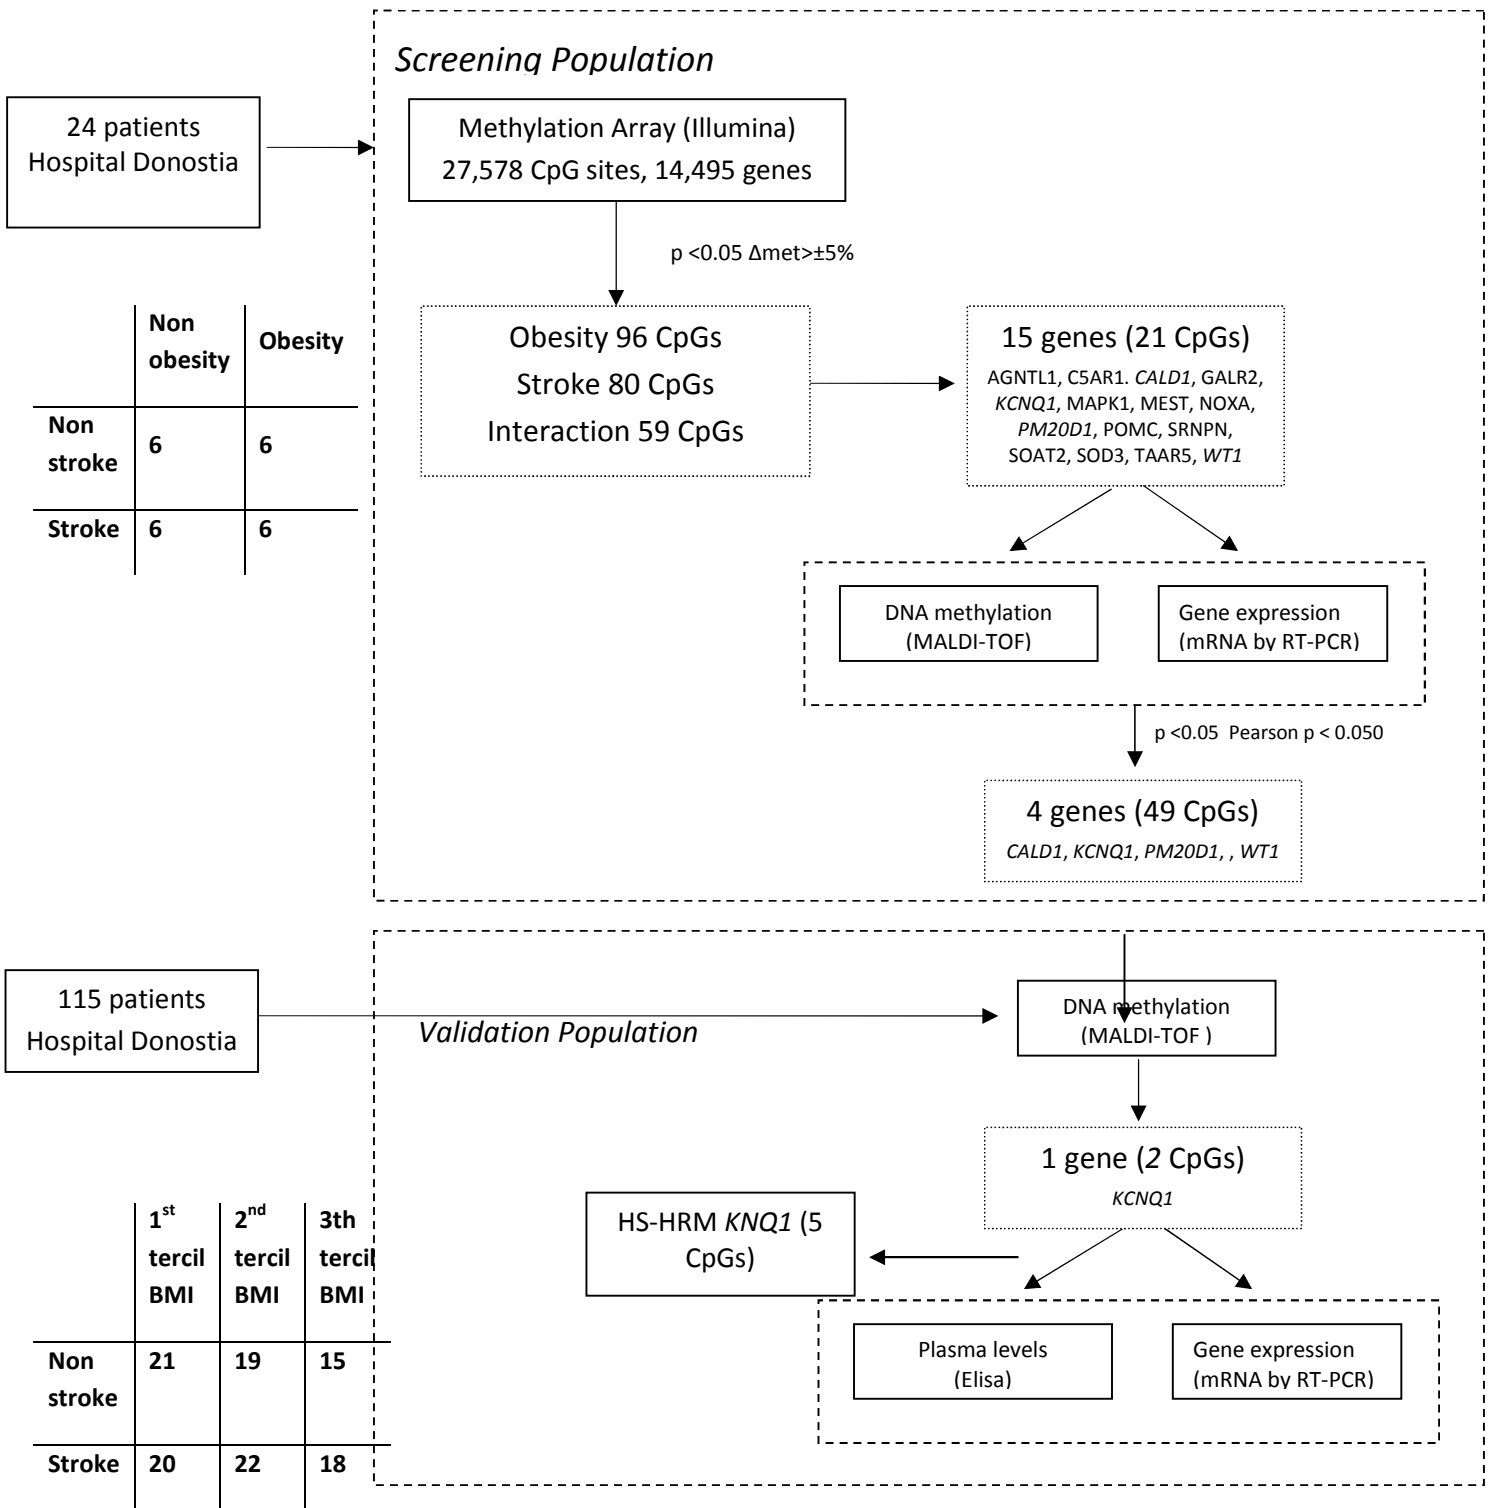 Screening Population
24 patients
Hospital Donostia
Methylation Array (Illumina)
27,578 CpG sites, 14,495 genes
p <0.05 Δmet>±5%
Non
obesity
Obesity
Non
stroke
6
6
Stroke
6
6
Obesity 96 CpGs
Stroke 80 CpGs
Interaction 59 CpGs
15 genes (21 CpGs)
AGNTL1, C5AR1. CALD1, GALR2,
KCNQ1, MAPK1, MEST, NOXA,
PM20D1, POMC, SRNPN,
SOAT2, SOD3, TAAR5, WT1
DNA methylation
(MALDI-TOF)
Gene expression
(mRNA by RT-PCR)
p <0.05 Pearson p < 0.050
4 genes (49 CpGs)
CALD1, KCNQ1, PM20D1, , WT1
115 patients
Hospital Donostia
Validation Population
DNA methylation
(MALDI-TOF )
1 gene (2 CpGs)
KCNQ1
HS-HRM KNQ1 (5
CpGs)
Plasma levels
(Elisa)
Gene expression
(mRNA by RT-PCR)
1st
tercil
BMI
2nd
tercil
BMI
3th
tercil
BMI
Non
stroke
21
19
15
Stroke
20
22
18